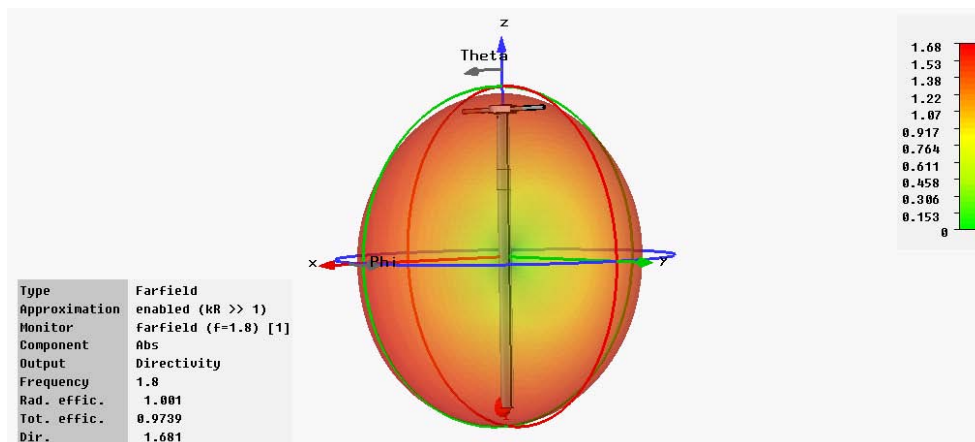 z
Theta
x
Phi
y
1.68
1.53
1.38
1.22
1.07
0.917
0.764
0.611
0.458
0.306
0.153
0
Type Farfield
Approximation enabled (kR >> 1)
Monitor farfield (f=1.8) [1]
Component Abs
Output Directivity
Frequency 1.8
Rad. effic. 1.001
Tot. effic. 0.9739
Dir. 1.681